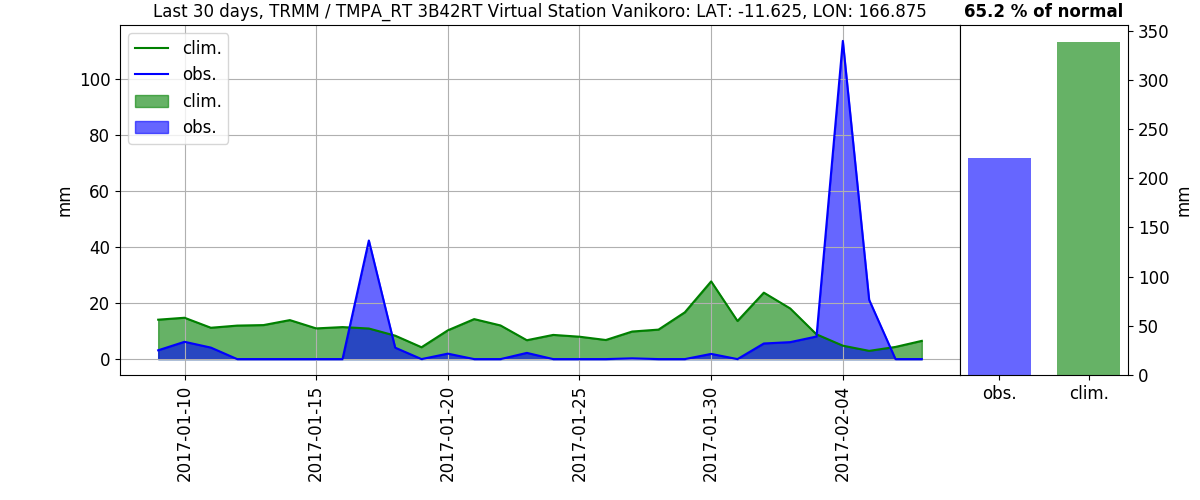 Last 30 days, TRMM / TMPA_RT 3B42RT Virtual Station Vanikoro: LAT: -11.625, LON: 166.875
65.2 % of normal
clim.
obs.
clim.
obs.
mm
100
80
60
40
20
0
2017-01-10
2017-01-15
2017-01-20
2017-01-25
2017-01-30
2017-02-04
350
300
250
200
150
100
50
0
mm
obs.
clim.